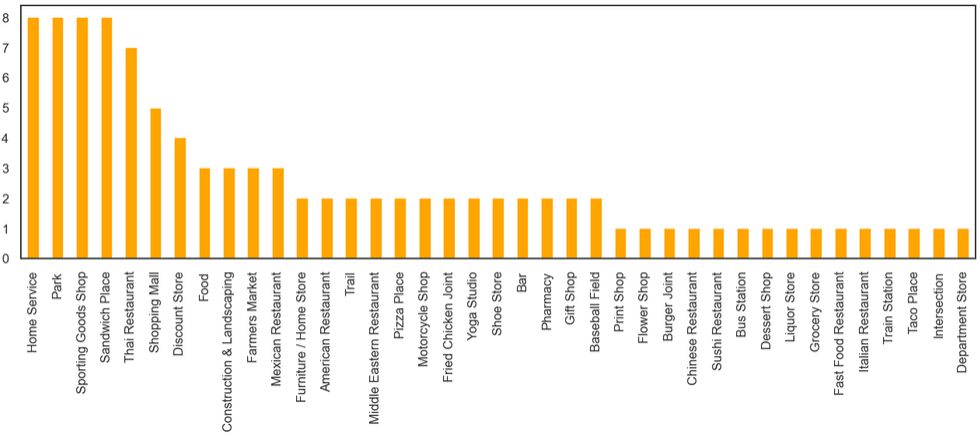 8
7
6
5
4
3
2
1
0
Home Service
Park
Sporting Goods Shop
Sandwich Place
Thai Restaurant
Shopping Mall
Discount Store
Food
Construction & Landscaping
Farmers Market
Mexican Restaurant
Furniture / Home Store
American Restaurant
Trail
Middle Eastern Restaurant
Pizza Place
Motorcycle Shop
Fried Chicken Joint
Yoga Studio
Shoe Store
Bar
Pharmacy
Gift Shop
Baseball Field
Print Shop
Flower Shop
Burger Joint
Chinese Restaurant
Sushi Restaurant
Bus Station
Dessert Shop
Liquor Store
Grocery Store
Fast Food Restaurant
Italian Restaurant
Train Station
Taco Place
Intersection
Department Store